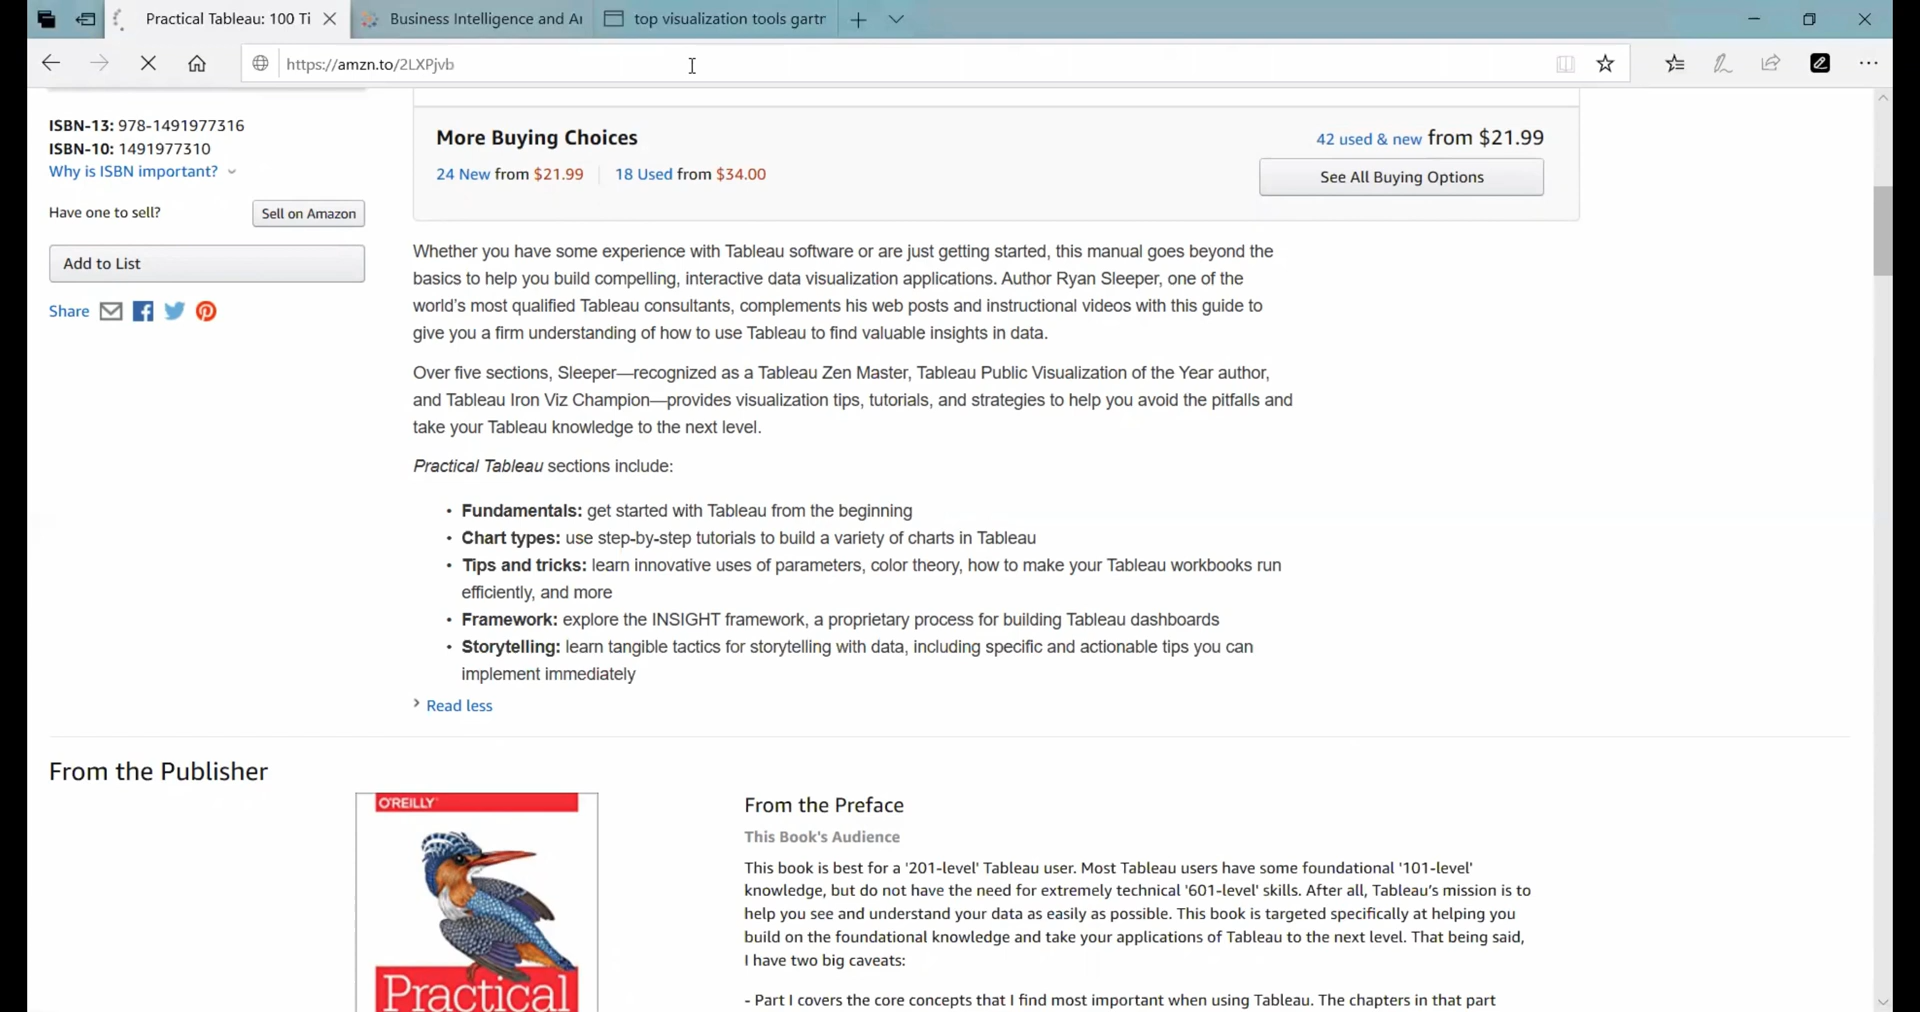 Practical Tableau: 100 Ti
Business Intelligence and Ar
top visualization tools gartr
https://amzn.to/2LXPjvb
ISBN-13: 978-1491977316
ISBN-10: 1491977310
Why is ISBN important?
Have one to sell?
Sell on Amazon
Add to List
Share
More Buying Choices
24 New from $21.99
18 Used from $34.00
42 used & new from $21.99
See All Buying Options
Whether you have some experience with Tableau software or are just getting started, this manual goes beyond the
basics to help you build compelling, interactive data visualization applications. Author Ryan Sleeper, one of the
world's most qualified Tableau consultants, complements his web posts and instructional videos with this guide to
give you a firm understanding of how to use Tableau to find valuable insights in data.
Over five sections, Sleeper—recognized as a Tableau Zen Master, Tableau Public Visualization of the Year author,
and Tableau Iron Viz Champion—provides visualization tips, tutorials, and strategies to help you avoid the pitfalls and
take your Tableau knowledge to the next level.
Practical Tableau sections include:
• Fundamentals: get started with Tableau from the beginning
• Chart types: use step-by-step tutorials to build a variety of charts in Tableau
• Tips and tricks: learn innovative uses of parameters, color theory, how to make your Tableau workbooks run
efficiently, and more
• Framework: explore the INSIGHT framework, a proprietary process for building Tableau dashboards
• Storytelling: learn tangible tactics for storytelling with data, including specific and actionable tips you can
implement immediately
Read less
From the Publisher
O'REILLY
Practical
From the Preface
This Book's Audience
This book is best for a '201-level' Tableau user. Most Tableau users have some foundational '101-level'
knowledge, but do not have the need for extremely technical '601-level' skills. After all, Tableau's mission is to
help you see and understand your data as easily as possible. This book is targeted specifically at helping you
build on the foundational knowledge and take your applications of Tableau to the next level. That being said,
I have two big caveats:
- Part I covers the core concepts that I find most important when using Tableau. The chapters in that part